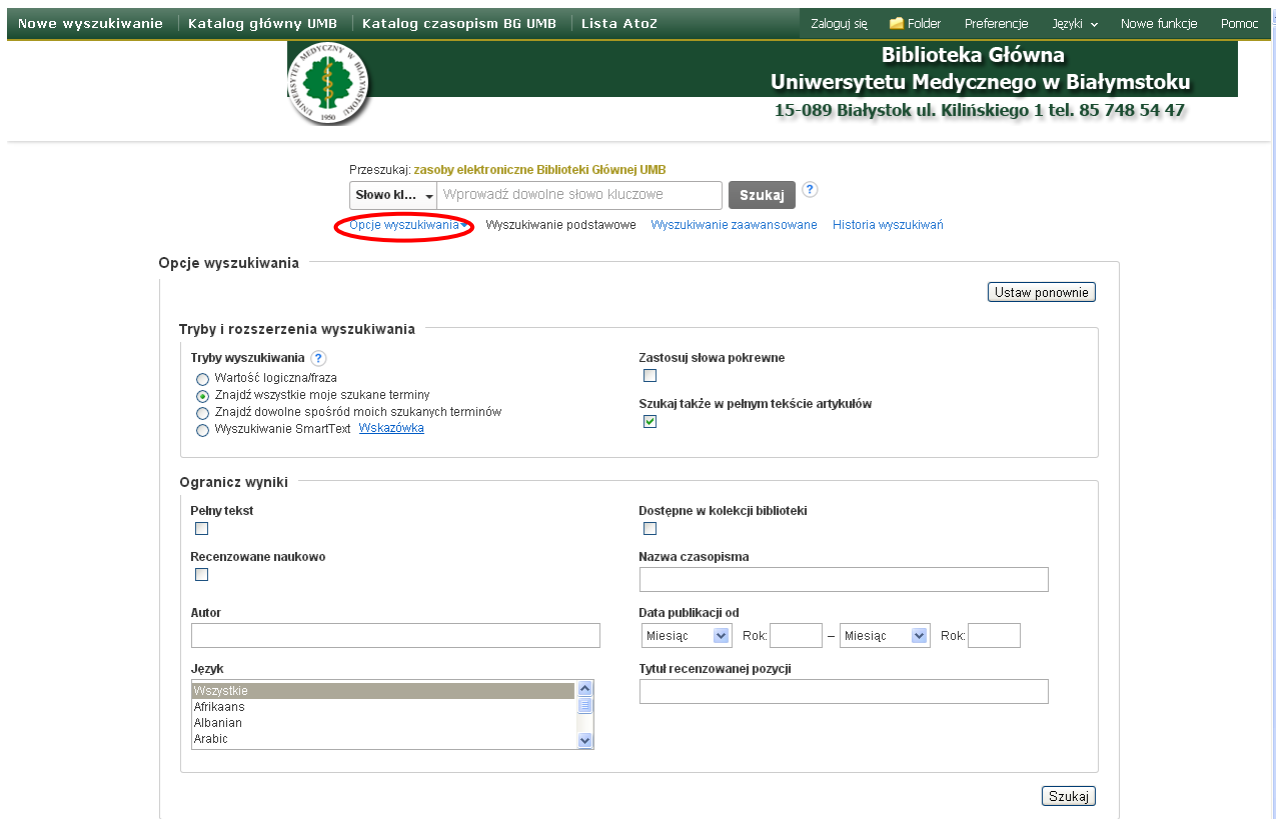 Nowe wyszukiwanie Katalog główny UMB Katalog czasopism BG UMB Lista AtoZ Zaloguj się Folder Preferencje Języki Nowe funkcje Pomoc
UNIWERSYTET MEDYCZNY W BIAŁYMSTOKU
1950
Biblioteka Główna
Uniwersytetu Medycznego w Białymstoku
15-089 Białystok ul. Kilińskiego 1 tel. 85 748 54 47
Przeszukaj: zasoby elektroniczne Biblioteki Głównej UMB
Słowo kl... Wprowadź dowolne słowo kluczowe Szukaj ?
Opcje wyszukiwania Wyszukiwanie podstawowe Wyszukiwanie zaawansowane Historia wyszukiwań
Opcje wyszukiwania
Ustaw ponownie
Tryby i rozszerzenia wyszukiwania
Tryby wyszukiwania ? Zastosuj słowa pokrewne
Wartość logiczna/fraza
Znajdź wszystkie moje szukane terminy
Szukaj także w pełnym tekście artykułów
Znajdź dowolne spośród moich szukanych terminów
Wyszukiwanie SmartText Wskazówka
Ogranicz wyniki
Pełny tekst Dostępne w kolekcji biblioteki
Recenzowane naukowo Nazwa czasopisma
Autor Data publikacji od
Miesiąc Rok: – Miesiąc Rok:
Język Tytuł recenzowanej pozycji
Wszystkie
Afrikaans
Albanian
Arabic
Szukaj